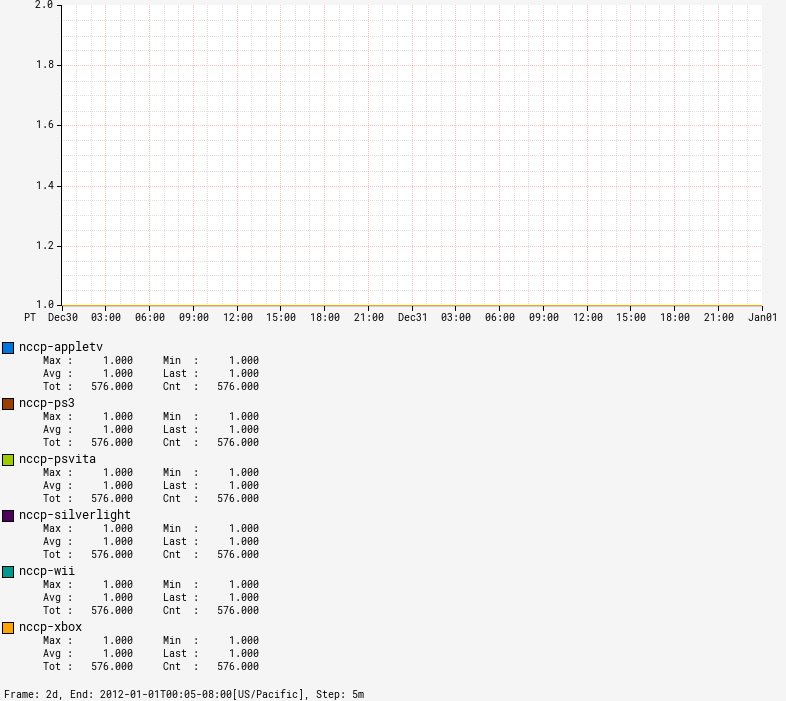 2.0
1.8
1.6
1.4
1.2
1.0
PT Dec30 03:00 06:00 09:00 12:00 15:00 18:00 21:00 Dec31 03:00 06:00 09:00 12:00 15:00 18:00 21:00 Jan01
nccp-appletv
Max : 1.000 Min : 1.000
Avg : 1.000 Last : 1.000
Tot : 576.000 Cnt : 576.000
nccp-ps3
Max : 1.000 Min : 1.000
Avg : 1.000 Last : 1.000
Tot : 576.000 Cnt : 576.000
nccp-psvita
Max : 1.000 Min : 1.000
Avg : 1.000 Last : 1.000
Tot : 576.000 Cnt : 576.000
nccp-silverlight
Max : 1.000 Min : 1.000
Avg : 1.000 Last : 1.000
Tot : 576.000 Cnt : 576.000
nccp-wii
Max : 1.000 Min : 1.000
Avg : 1.000 Last : 1.000
Tot : 576.000 Cnt : 576.000
nccp-xbox
Max : 1.000 Min : 1.000
Avg : 1.000 Last : 1.000
Tot : 576.000 Cnt : 576.000
Frame: 2d, End: 2012-01-01T00:05-08:00[US/Pacific], Step: 5m